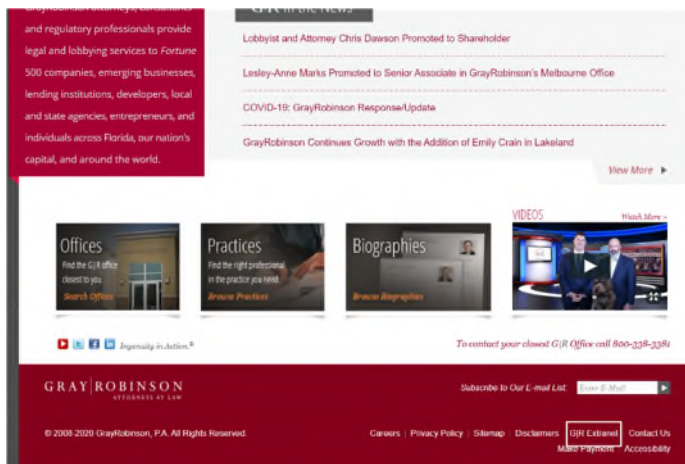 GrayRobinson attorneys, consultants
and regulatory professionals provide
legal and lobbying services to Fortune
500 companies, emerging businesses,
lending institutions, developers, local
and state agencies, entrepreneurs, and
individuals across Florida, our nation's
capital, and around the world.
G|R In the News
Lobbyist and Attorney Chris Dawson Promoted to Shareholder
Lesley-Anne Marks Promoted to Senior Associate in GrayRobinson's Melbourne Office
COVID-19: GrayRobinson Response/Update
GrayRobinson Continues Growth with the Addition of Emily Crain in Lakeland
View More
Offices
Find the G|R office
closest to you
Search Offices
Practices
Find the right professional
in the practice you need
Browse Practices
Biographies
Browse Biographies
VIDEOS
Watch More »
Ingenuity in Action.®
To contact your closest G|R Office call 800-338-3381
GRAY|ROBINSON
ATTORNEYS AT LAW
Subscribe to Our E-mail List:
Enter E-Mail
© 2008-2020 GrayRobinson, P.A. All Rights Reserved.
Careers | Privacy Policy | Sitemap | Disclaimers | G|R Extranet | Contact Us
Make Payment | Accessibility